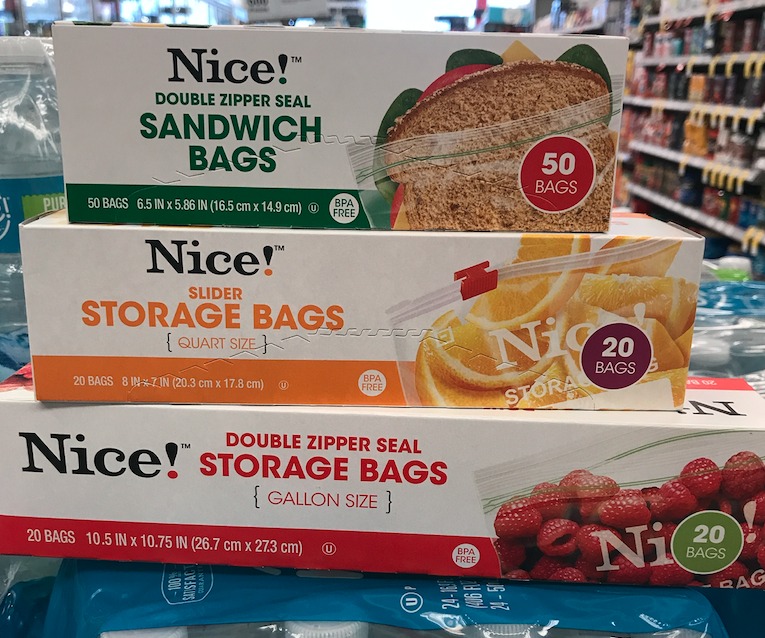 Nice!™
DOUBLE ZIPPER SEAL
SANDWICH
BAGS
50
BAGS
50 BAGS 6.5 IN x 5.86 IN (16.5 cm x 14.9 cm) U
BPA
FREE
PUR
Nice!™
SLIDER
STORAGE BAGS
{ QUART SIZE }
20 BAGS 8 IN x 7 IN (20.3 cm x 17.8 cm) U
BPA
FREE
20
BAGS
Nice!™
DOUBLE ZIPPER SEAL
STORAGE BAGS
{ GALLON SIZE }
20 BAGS 10.5 IN x 10.75 IN (26.7 cm x 27.3 cm) U
BPA
FREE
20
BAGS
100%
U P